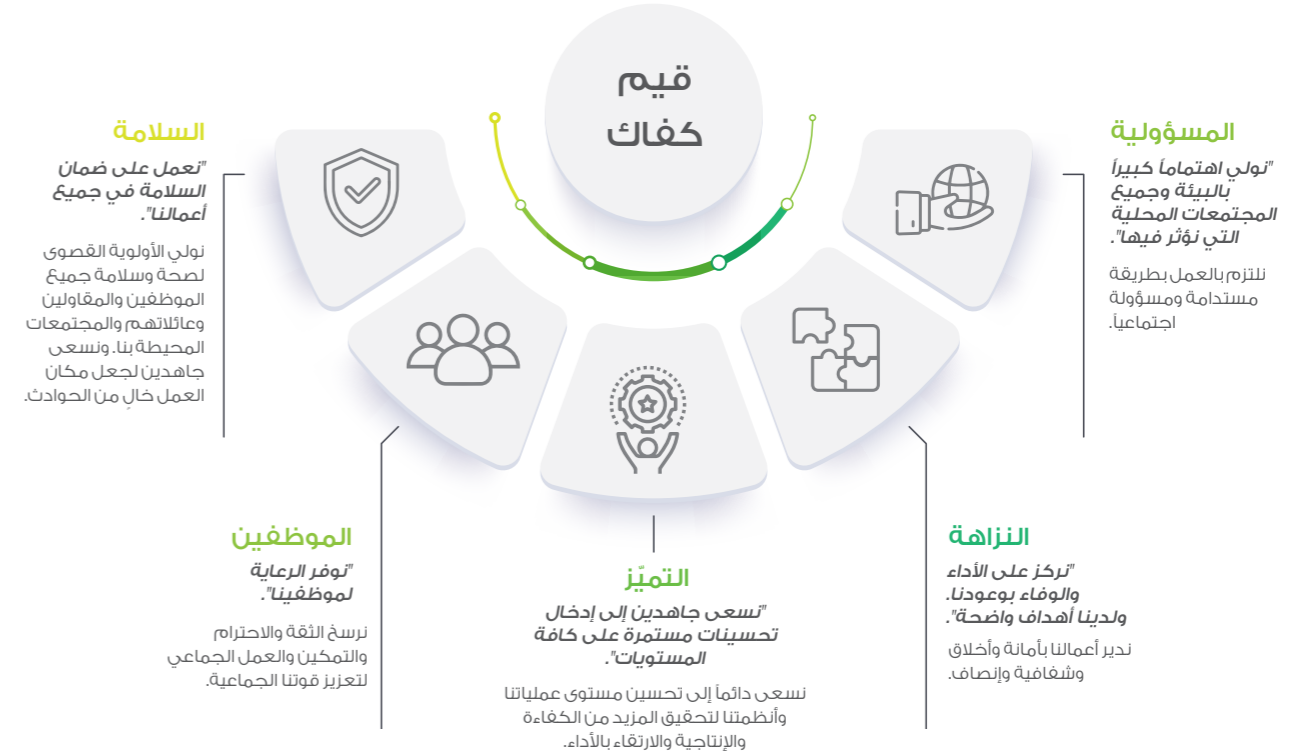 قيم
كفاك
المسؤولية
"نولي اهتماماً كبيراً
بالبيئة وجميع
المجتمعات المحلية
التي نؤثر فيها".
نلتزم بالعمل بطريقة
مستدامة ومسؤولة
اجتماعياً.
النزاهة
"نركز على الأداء
والوفاء بوعودنا.
ولدينا أهداف واضحة".
ندير أعمالنا بأمانة وأخلاق
وشفافية وإنصاف.
التميّز
"نسعى جاهدين إلى إدخال
تحسينات مستمرة على كافة
المستويات".
نسعى دائماً إلى تحسين مستوى عملياتنا
وأنظمتنا لتحقيق المزيد من الكفاءة
والإنتاجية والارتقاء بالأداء.
الموظفين
"نوفر الرعاية
لموظفينا".
نرسخ الثقة والاحترام
والتمكين والعمل الجماعي
لتعزيز قوتنا الجماعية.
السلامة
"نعمل على ضمان
السلامة في جميع
أعمالنا".
نولي الأولوية القصوى
لصحة وسلامة جميع
الموظفين والمقاولين
وعائلاتهم والمجتمعات
المحيطة بنا. ونسعى
جاهدين لجعل مكان
العمل خالٍ من الحوادث.